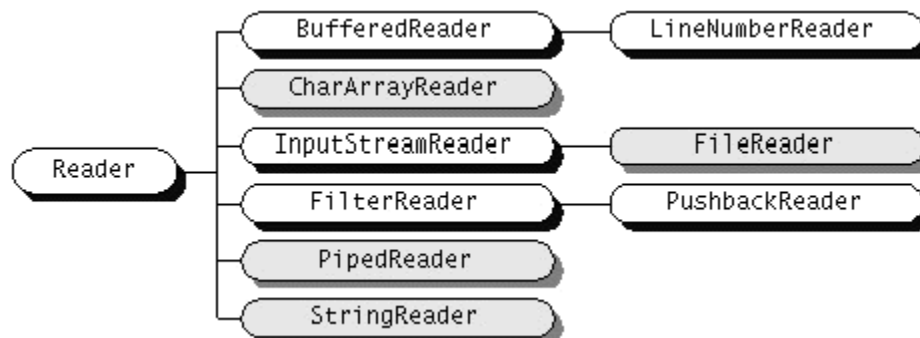 BufferedReader
LineNumberReader
CharArrayReader
InputStreamReader
FileReader
Reader
FilterReader
PushbackReader
PipedReader
StringReader